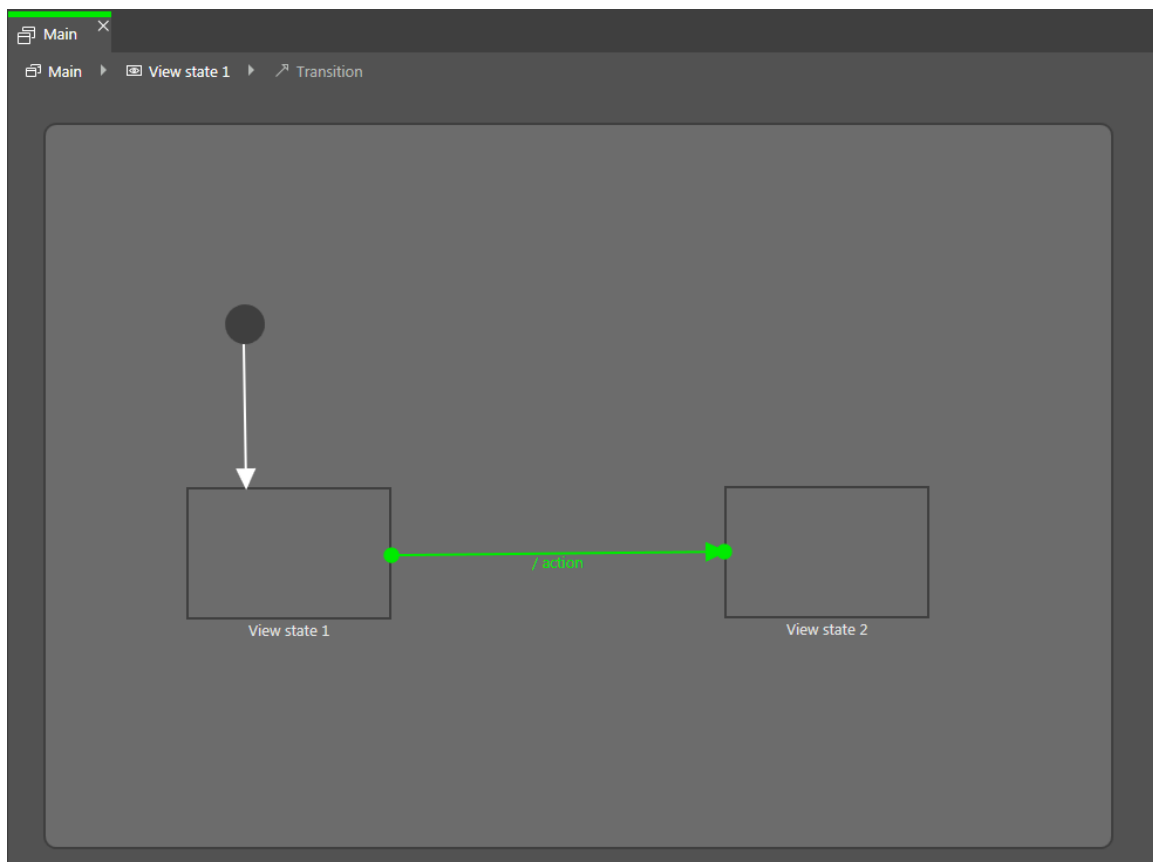 Main
Main View state 1 Transition
/ action
View state 1
View state 2